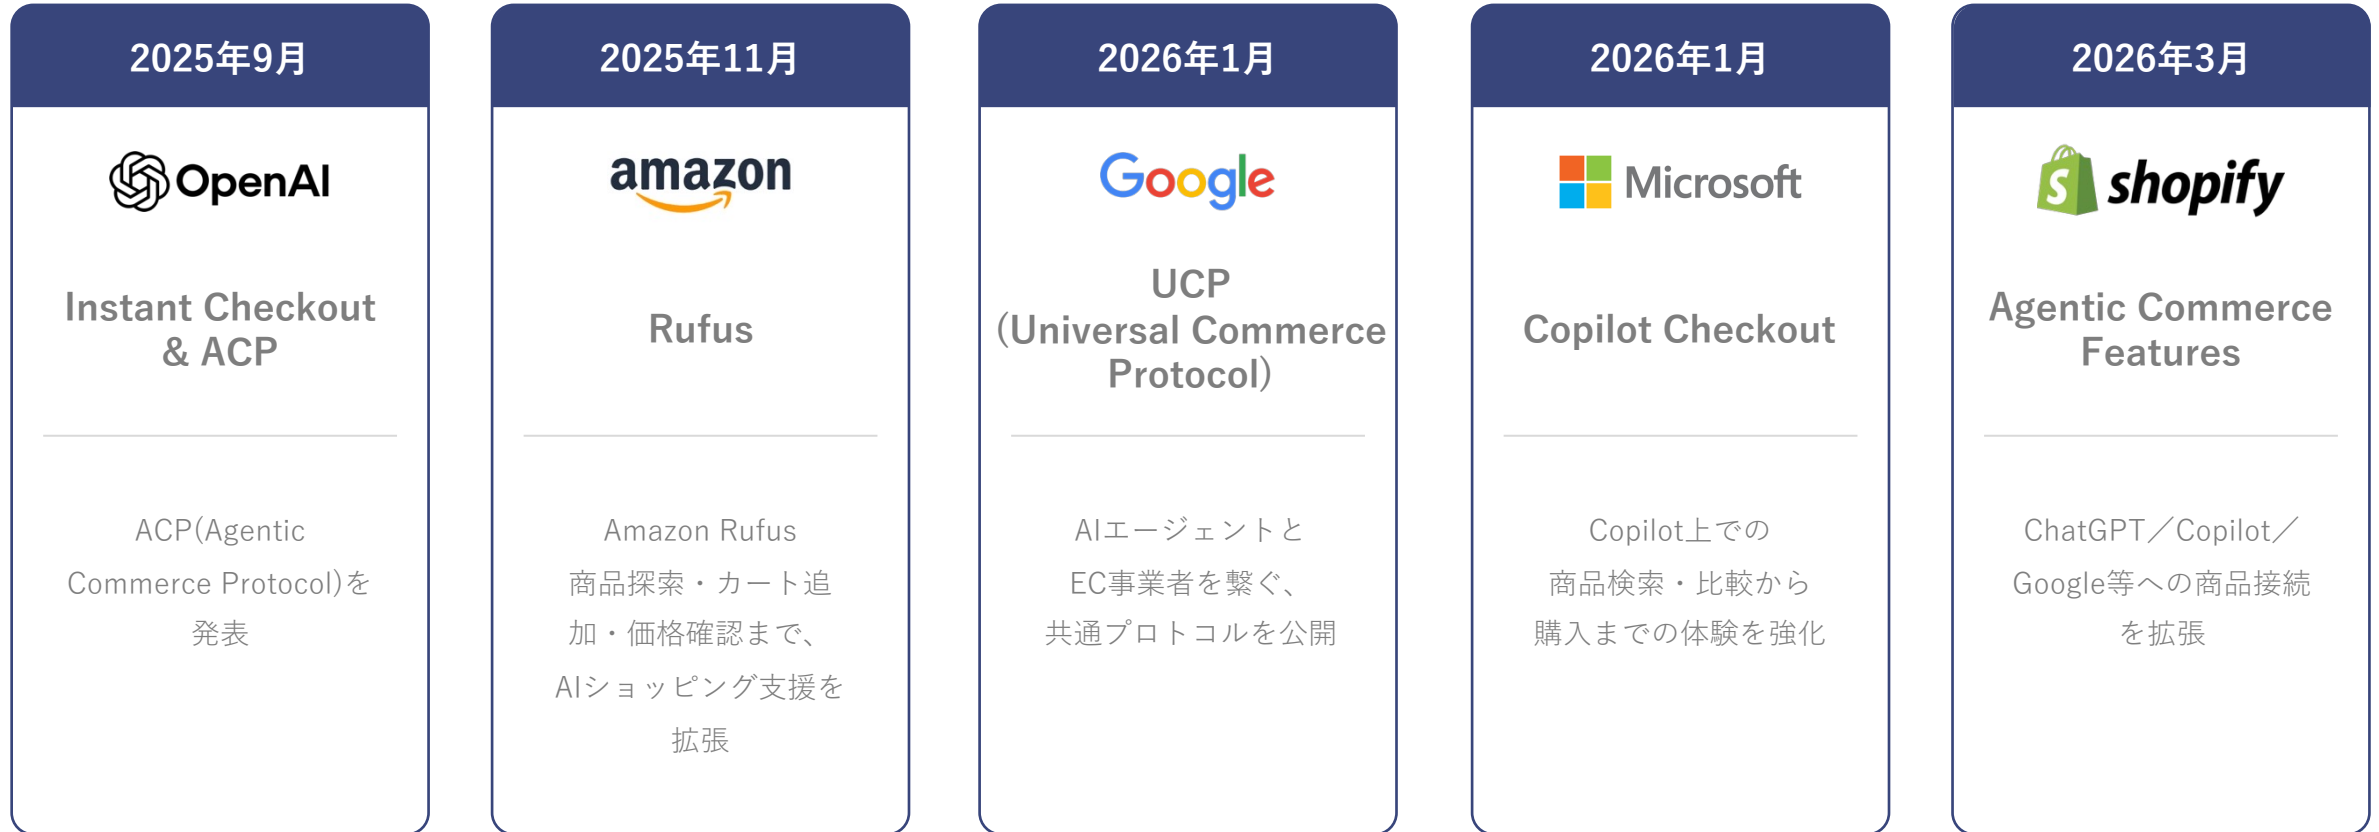 2025年9月
OpenAI
Instant Checkout
& ACP
ACP(Agentic
Commerce Protocol)を
発表
2025年11月
amazon
Rufus
Amazon Rufus
商品探索・カート追
加・価格確認まで、
AIショッピング支援を
拡張
2026年1月
Google
UCP
(Universal Commerce
Protocol)
AIエージェントと
EC事業者を繋ぐ、
共通プロトコルを公開
2026年1月
Microsoft
Copilot Checkout
Copilot上での
商品検索・比較から
購入までの体験を強化
2026年3月
shopify
Agentic Commerce
Features
ChatGPT／Copilot／
Google等への商品接続
を拡張